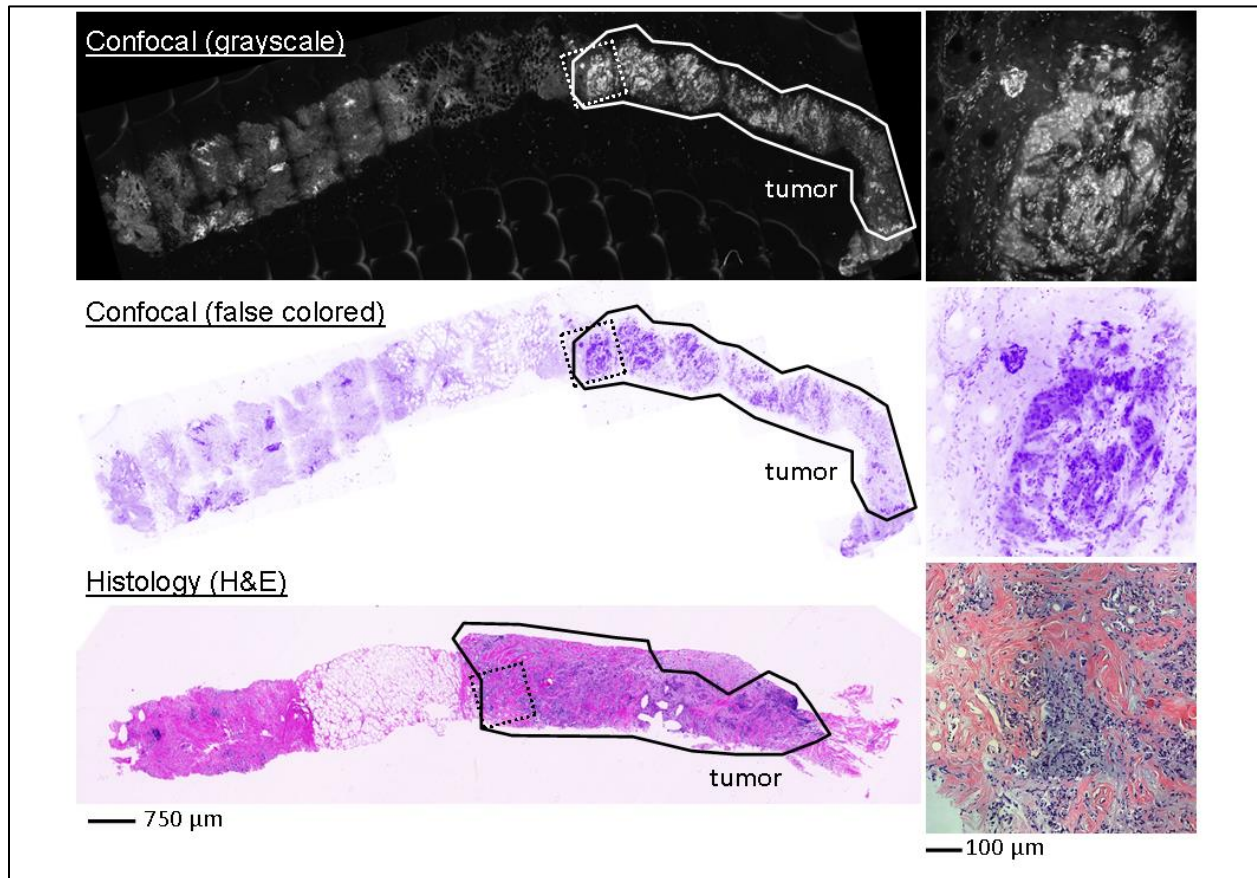 Confocal (grayscale)
tumor
Confocal (false colored)
tumor
Histology (H&E)
tumor
750 µm
100 µm